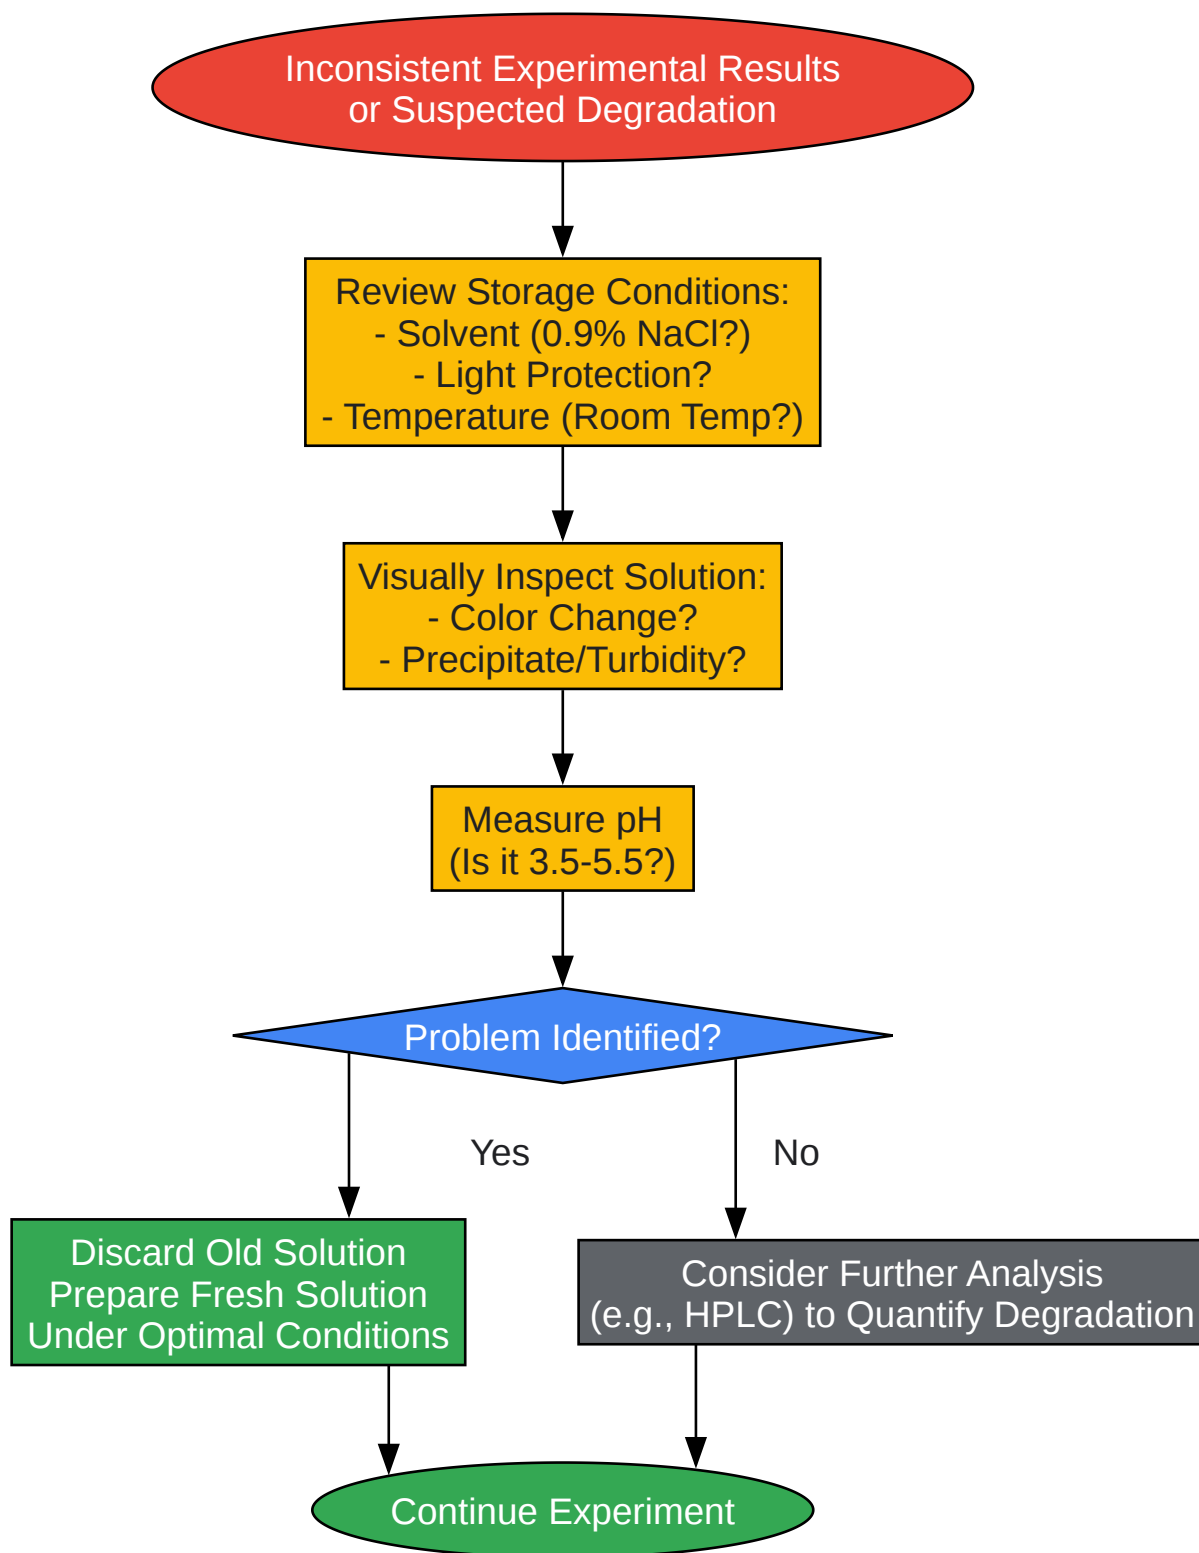 Inconsistent Experimental Results
or Suspected Degradation
Review Storage Conditions:
- Solvent (0.9% NaCl?)
- Light Protection?
- Temperature (Room Temp?)
Visually Inspect Solution:
- Color Change?
- Precipitate/Turbidity?
Measure pH
(Is it 3.5-5.5?)
Problem Identified?
Yes
No
Discard Old Solution
Prepare Fresh Solution
Under Optimal Conditions
Consider Further Analysis
(e.g., HPLC) to Quantify Degradation
Continue Experiment